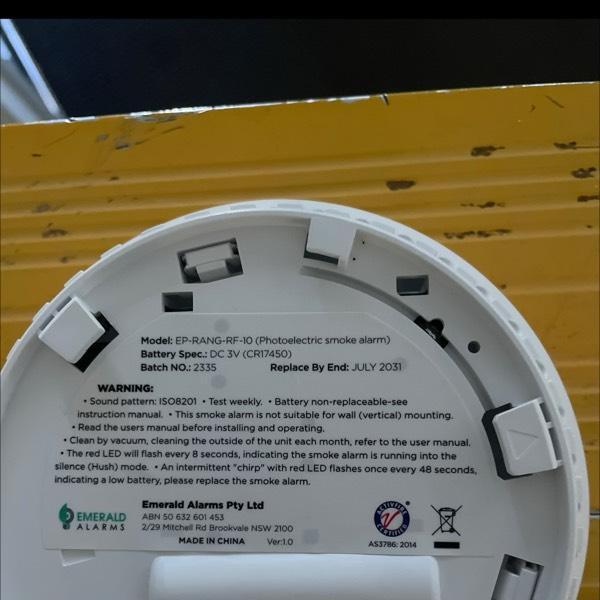 Model: EP-RANG-RF-10 (Photoelectric smoke alarm)
Battery Spec.: DC 3V (CR17450)
Batch NO.: 2335 Replace By End: JULY 2031
WARNING:
• Sound pattern: ISO8201 • Test weekly. • Battery non-replaceable-see
instruction manual. • This smoke alarm is not suitable for wall (vertical) mounting.
• Read the users manual before installing and operating.
• Clean by vacuum, cleaning the outside of the unit each month, refer to the user manual.
• The red LED will flash every 8 seconds, indicating the smoke alarm is running into the
silence (Hush) mode. • An intermittent "chirp" with red LED flashes once every 48 seconds,
indicating a low battery, please replace the smoke alarm.
EMERALD
ALARMS
Emerald Alarms Pty Ltd
ABN 50 632 601 453
2/29 Mitchell Rd Brookvale NSW 2100
MADE IN CHINA Ver:1.0
ACTIVFIRE
CERTIFIED
AS3786: 2014